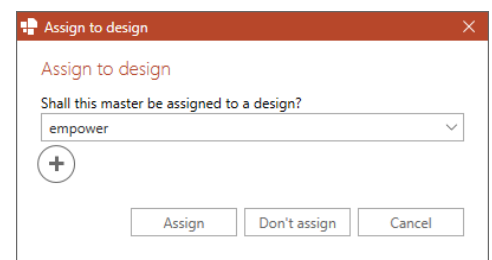 Assign to design
Assign to design
Shall this master be assigned to a design?
empower
Assign Don't assign Cancel